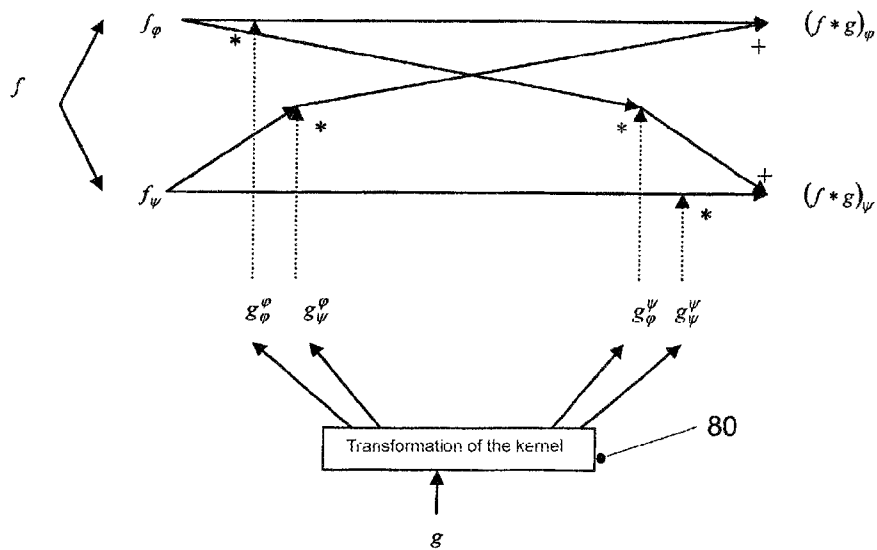 f_φ (f * g)_φ
* +
f
* *
+
f_ψ (f * g)_ψ
*
g_φ^φ g_ψ^φ g_φ^ψ g_ψ^ψ
80
Transformation of the kernel
g